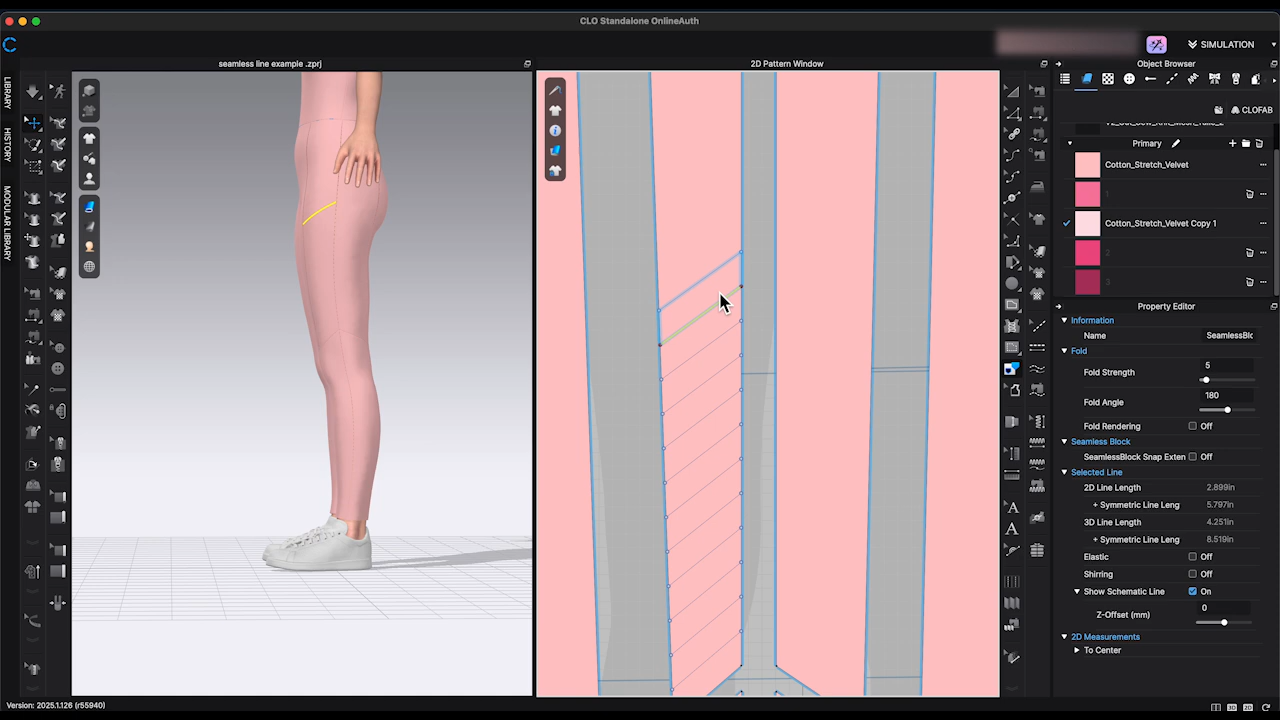 CLO Standalone OnlineAuth
SIMULATION
seamless line example .zprj
2D Pattern Window
Object Browser
LIBRARY
HISTORY
MODULAR LIBRARY
CLOFAB
Primary
Cotton_Stretch_Velvet
1
Cotton_Stretch_Velvet Copy 1
2
3
Property Editor
Information
Name SeamlessBlc
Fold
Fold Strength 5
Fold Angle 180
Fold Rendering Off
Seamless Block
SeamlessBlock Snap Exten Off
Selected Line
2D Line Length 2.899in
+ Symmetric Line Leng 5.797in
3D Line Length 4.251in
+ Symmetric Line Leng 8.519in
Elastic Off
Shirring Off
Show Schematic Line On
Z-Offset (mm) 0
2D Measurements
To Center
Version: 2025.1.126 (r55940)